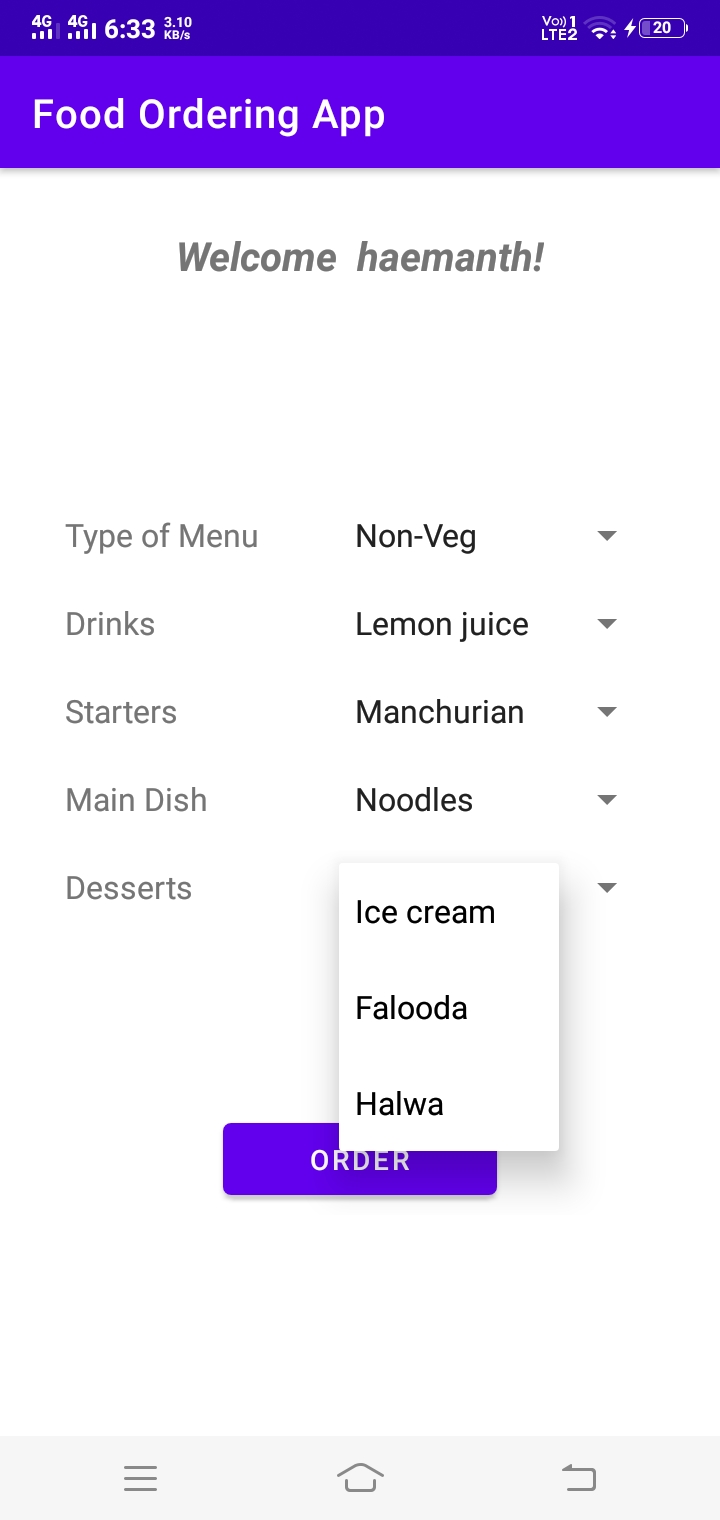 4G 4G 6:33 3.10 KB/s Vo)) 1 LTE2 20
Food Ordering App
Welcome haemanth!
Type of Menu Non-Veg
Drinks Lemon juice
Starters Manchurian
Main Dish Noodles
Desserts
Ice cream
Falooda
Halwa
ORDER